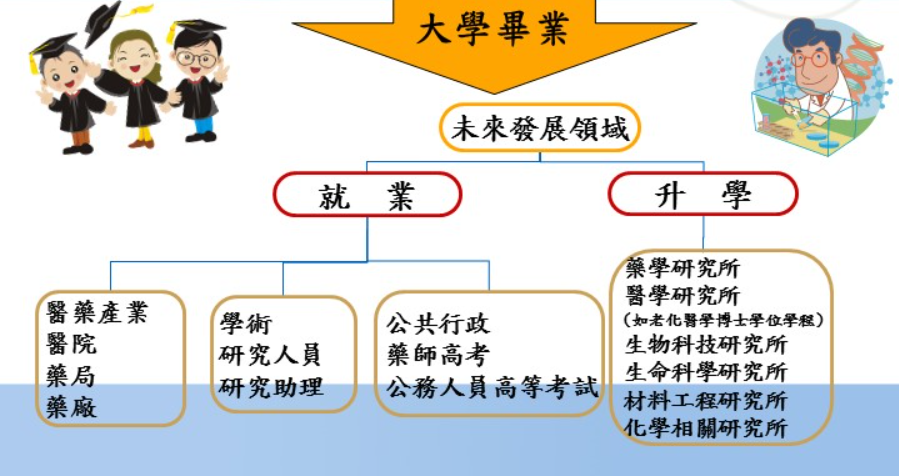 大學畢業
未來發展領域
就 業
升 學
醫藥產業
醫院
藥局
藥廠
學術
研究人員
研究助理
公共行政
藥師高考
公務人員高等考試
藥學研究所
醫學研究所
(如老化醫學博士學位學程)
生物科技研究所
生命科學研究所
材料工程研究所
化學相關研究所